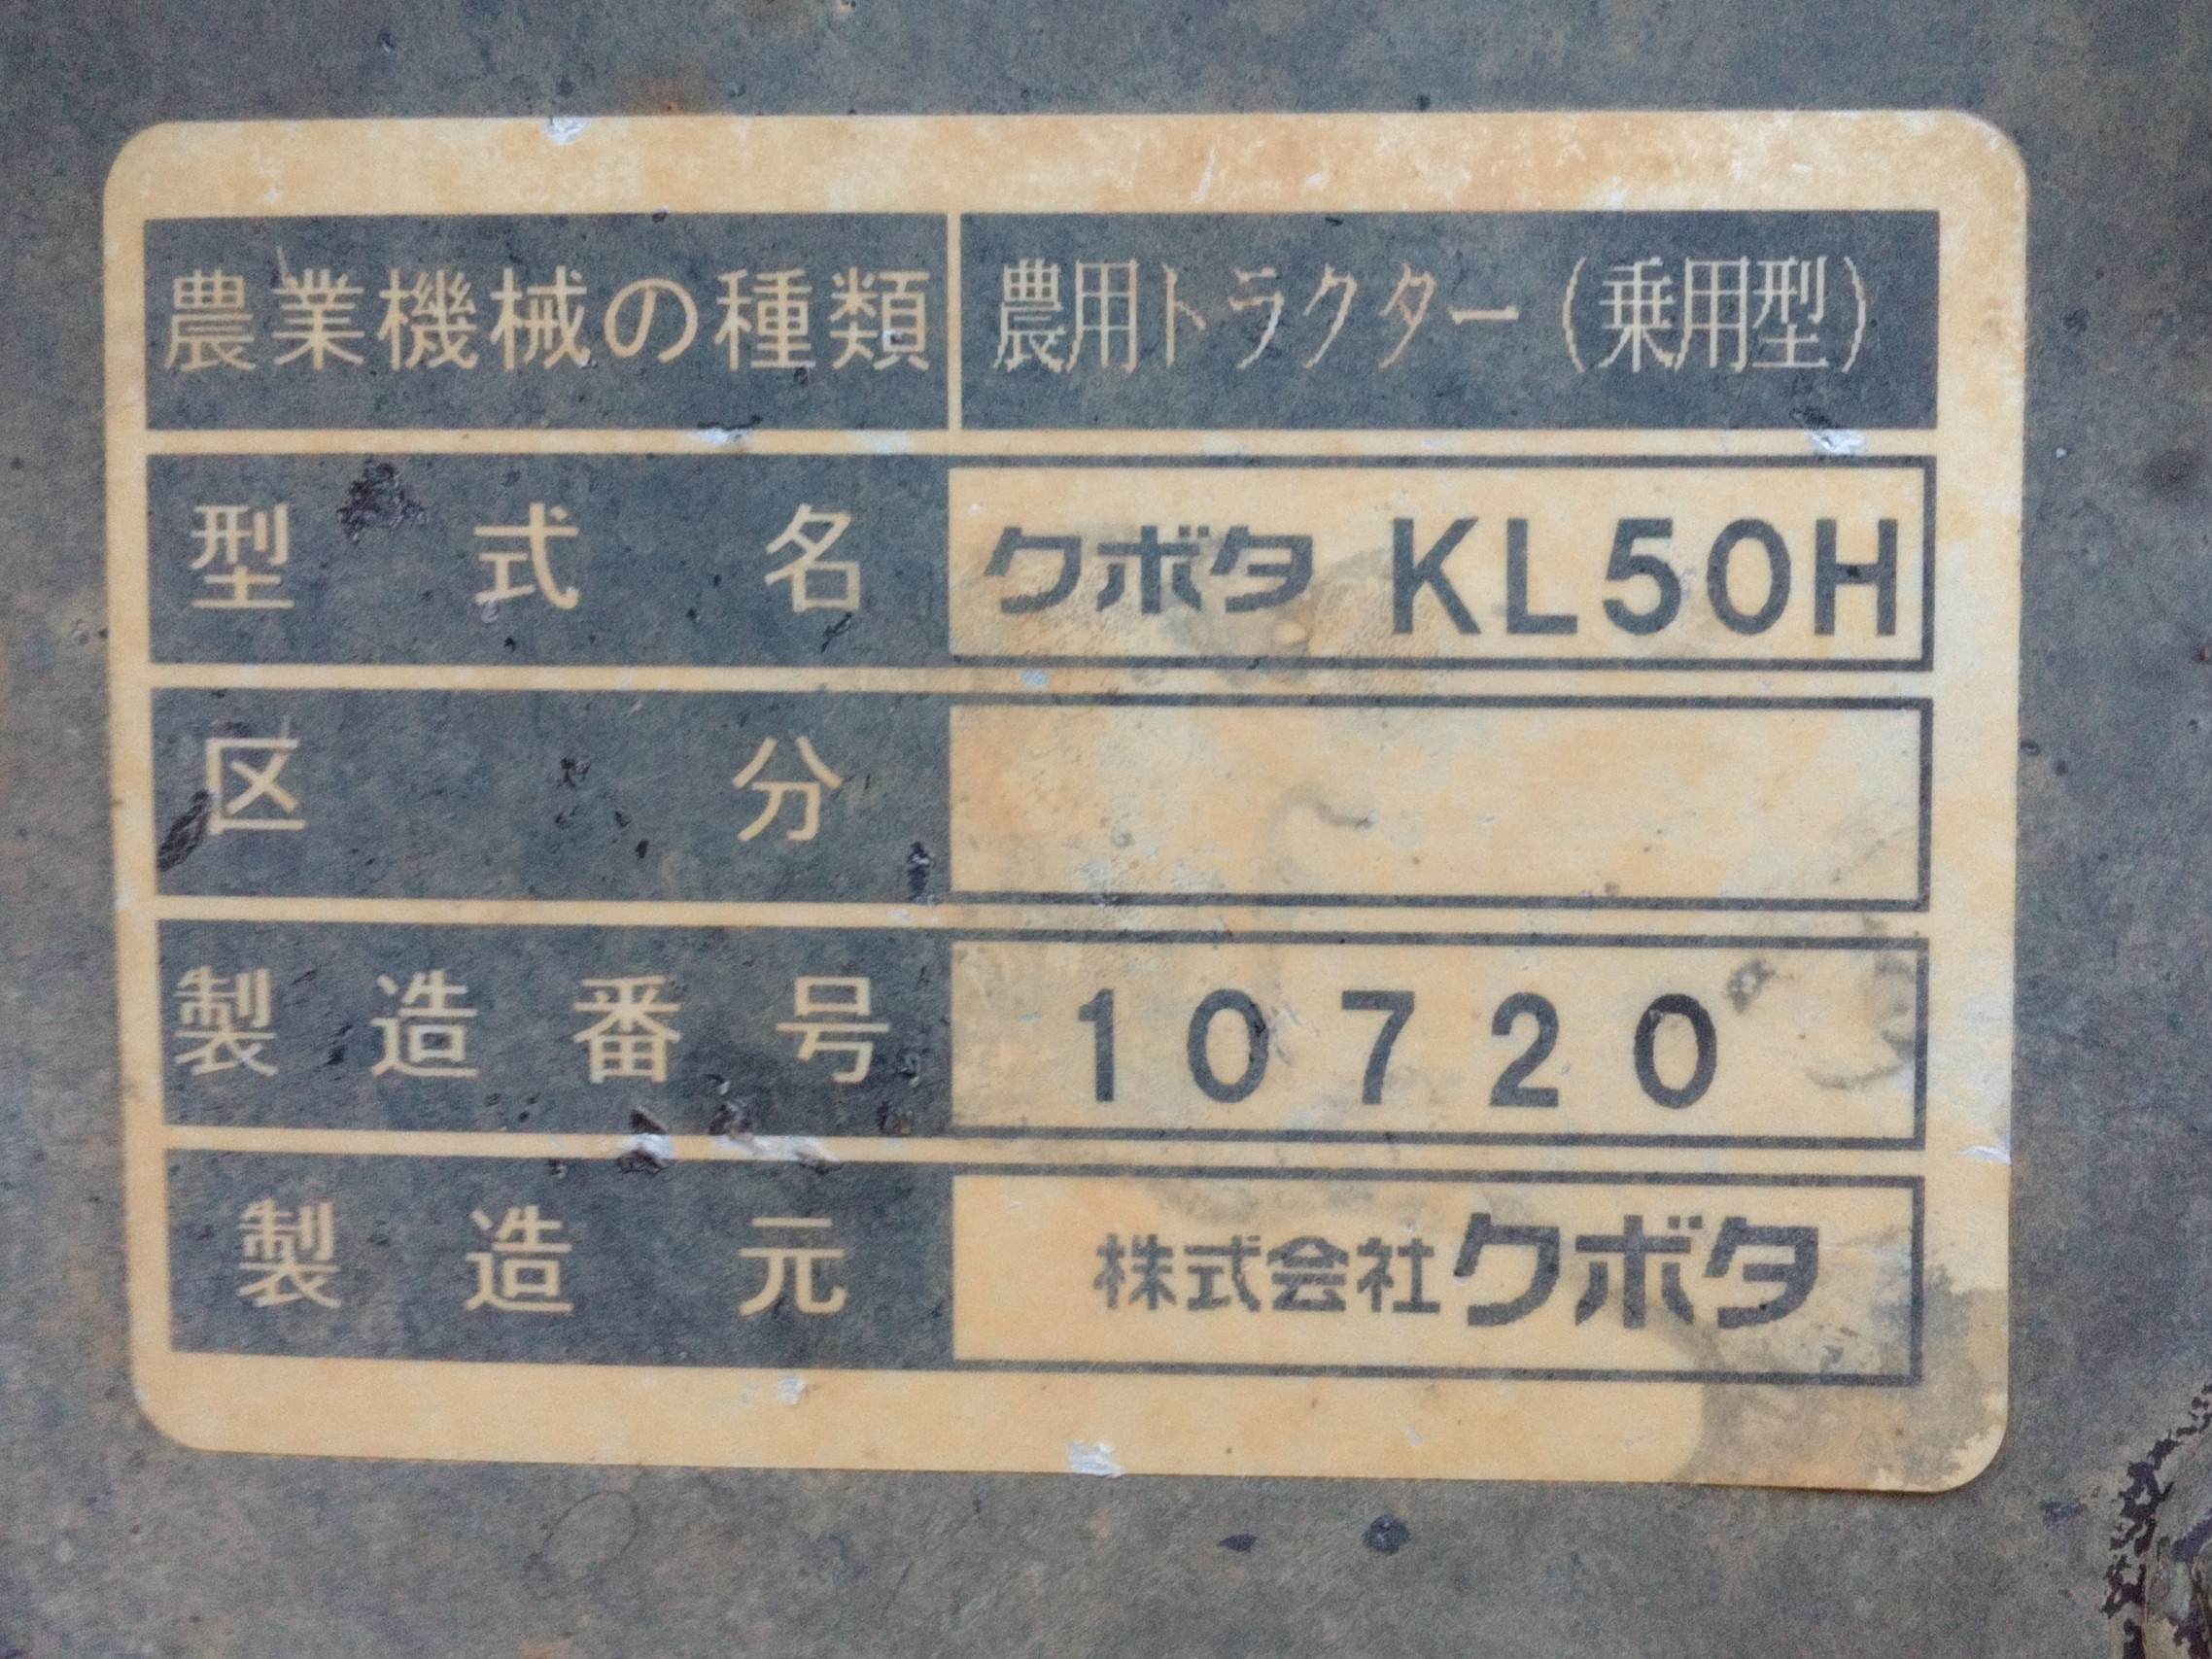 農業機械の種類 農用トラクター（乗用型）
型式名 クボタ KL50H
区分
製造番号 10720
製造元 株式会社クボタ